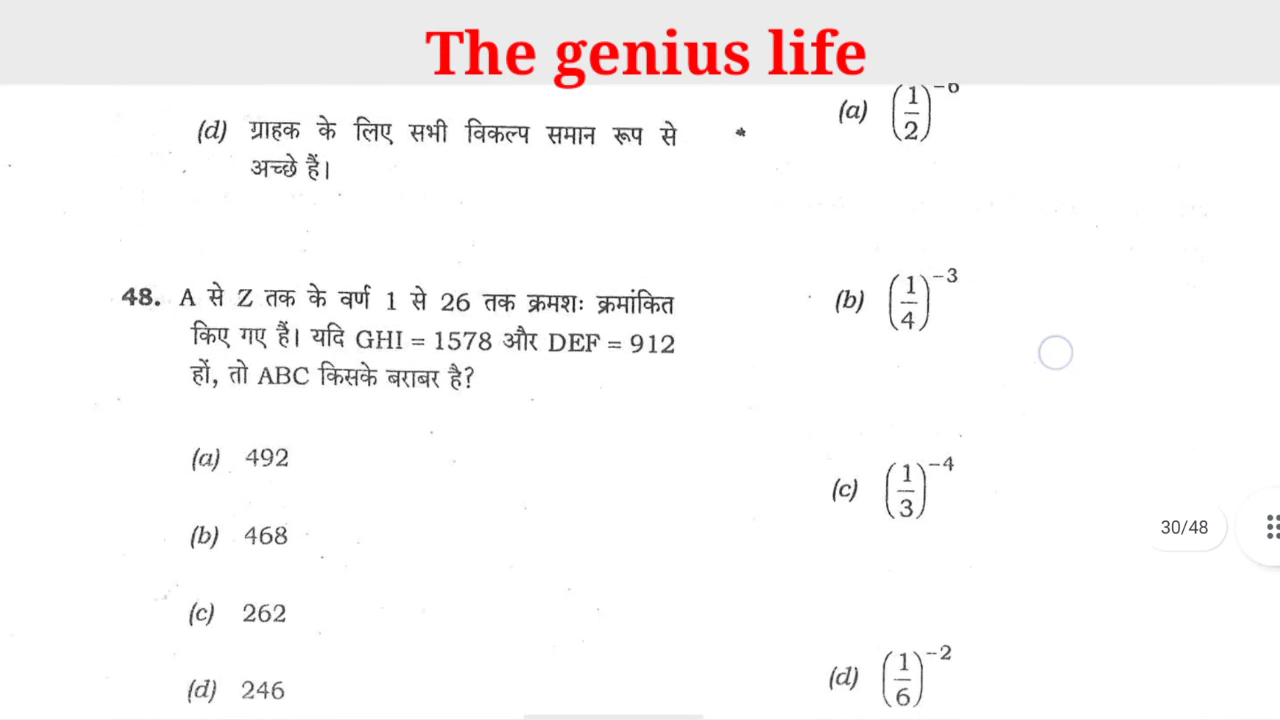 The genius life
(d) ग्राहक के लिए सभी विकल्प समान रूप से
अच्छे हैं।
48. A से Z तक के वर्ण 1 से 26 तक क्रमशः क्रमांकित
किए गए हैं। यदि GHI = 1578 और DEF = 912
हों, तो ABC किसके बराबर है?
(a) 492
(b) 468
(c) 262
(d) 246
*
(a) (1/2)^−6
(b) (1/4)^−3
(c) (1/3)^−4
(d) (1/6)^−2
30/48